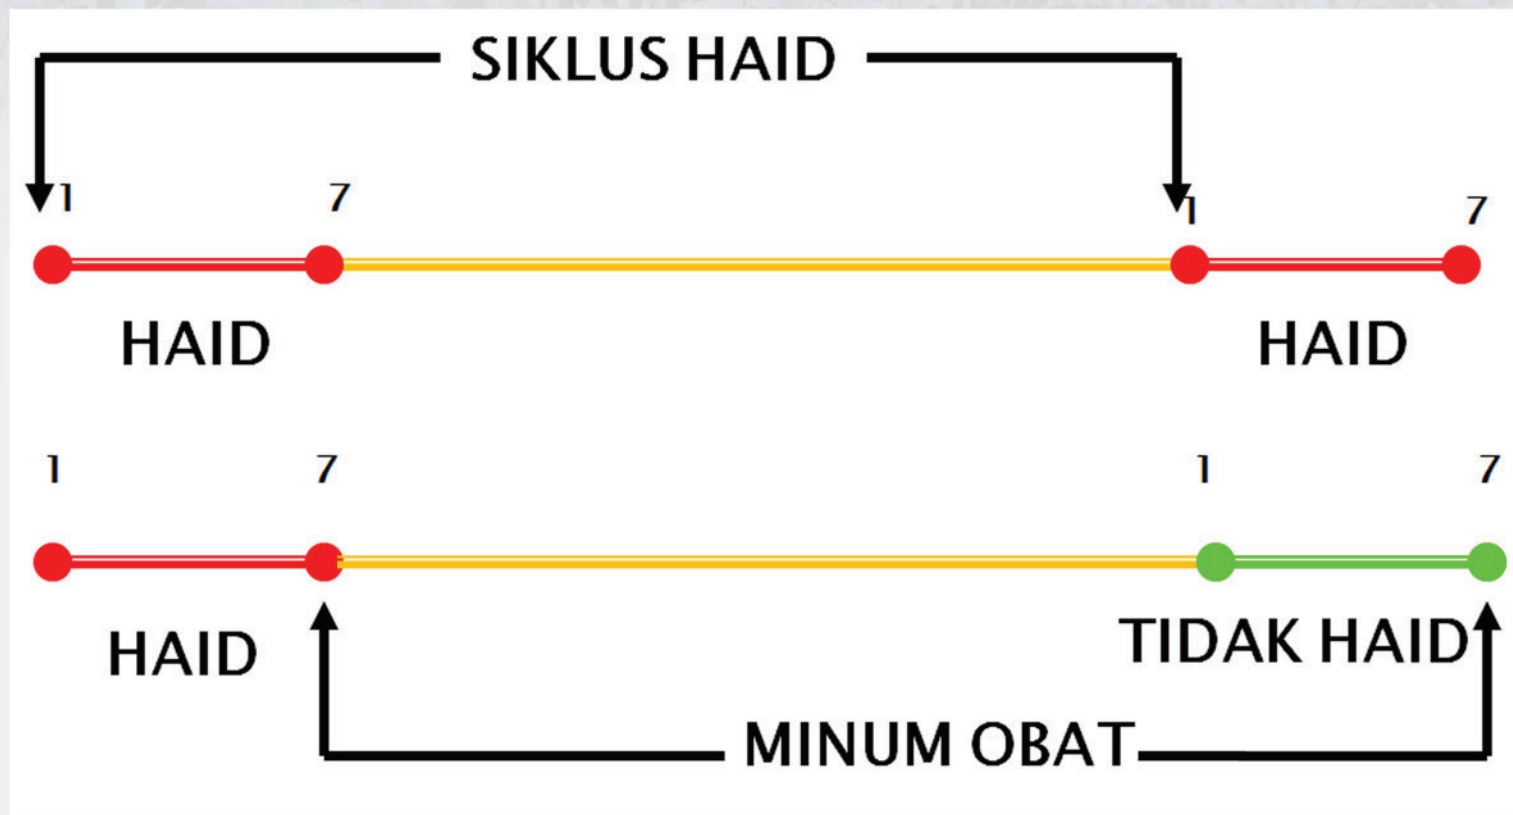 SIKLUS HAID
1 7 1 7
HAID HAID
1 7 1 7
HAID TIDAK HAID
MINUM OBAT